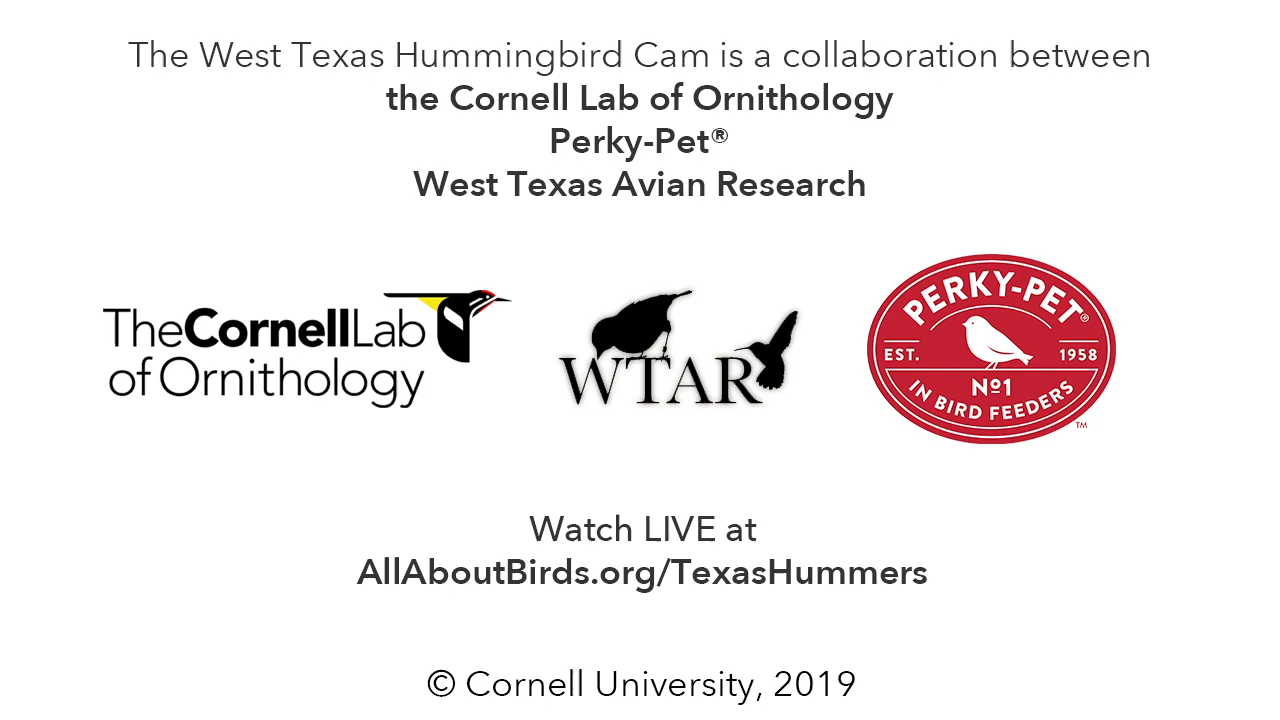 The West Texas Hummingbird Cam is a collaboration between
the Cornell Lab of Ornithology
Perky-Pet®
West Texas Avian Research
TheCornellLab
of Ornithology
WTAR
PERKY-PET®
EST. 1958
Nº1
IN BIRD FEEDERS
TM
Watch LIVE at
AllAboutBirds.org/TexasHummers
© Cornell University, 2019